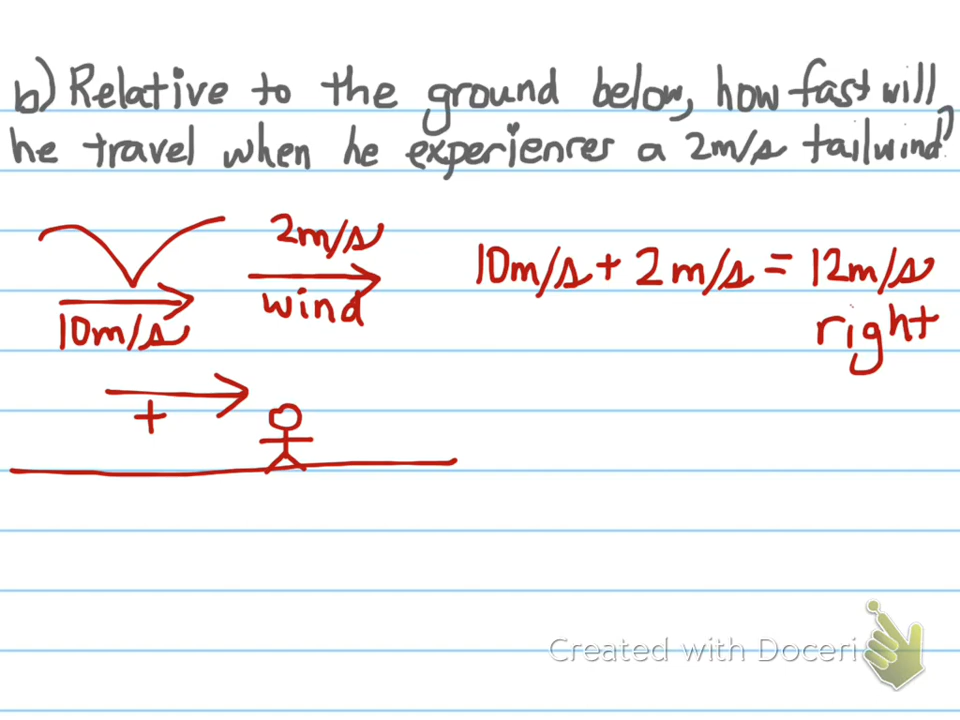 b) Relative to the ground below, how fast will
he travel when he experiences a 2m/s tailwind?
2m/s
wind
10m/s
10m/s + 2m/s = 12m/s
right
+
Created with Doceri